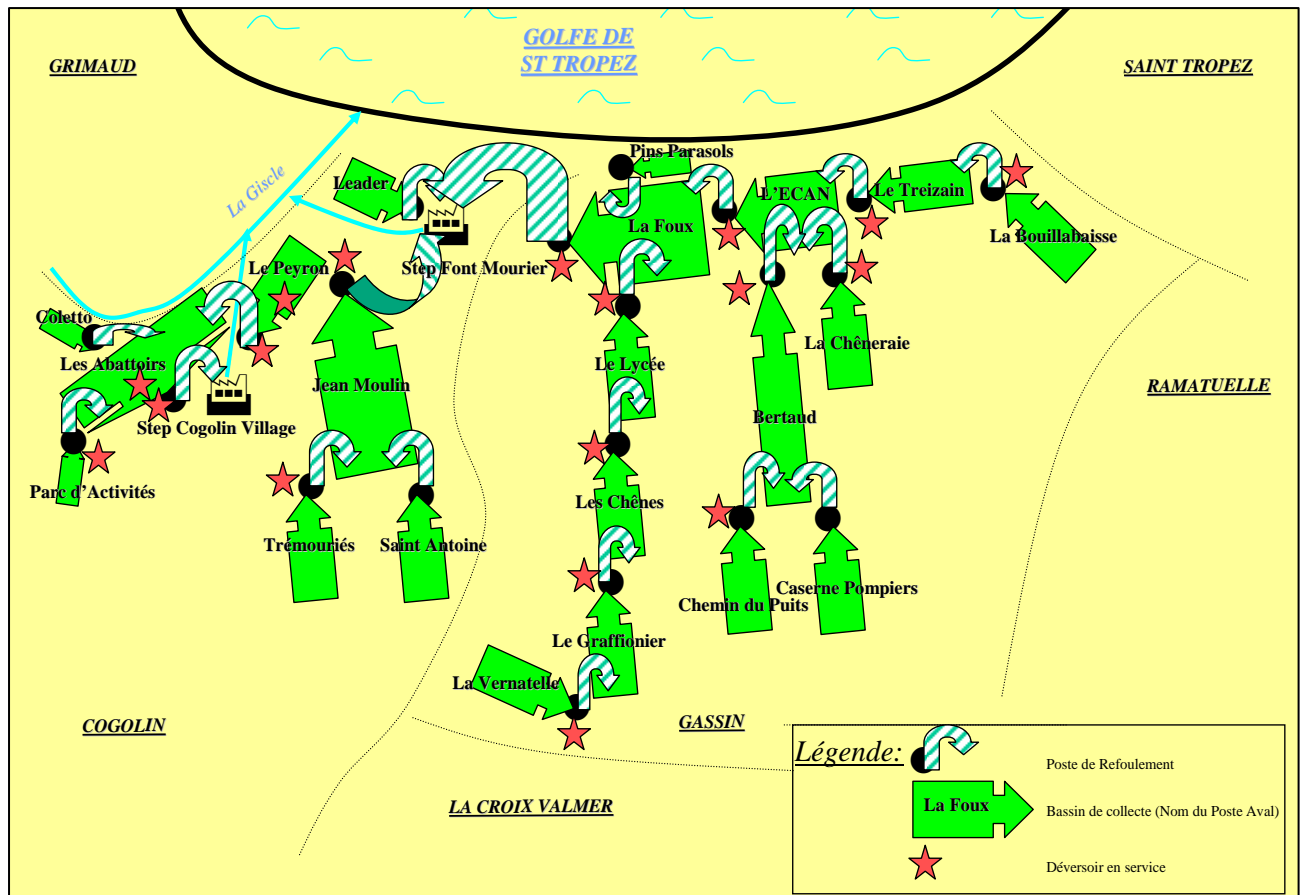 GOLFE DE
ST TROPEZ
GRIMAUD
SAINT TROPEZ
Pins Parasols
Leader
L'ECAN
Le Treizain
La Giscle
La Foux
La Bouillabaisse
Le Peyron
Step Font Mourier
Coletto
Les Abattoirs
Le Lycée
La Chêneraie
Jean Moulin
RAMATUELLE
Step Cogolin Village
Bertaud
Parc d'Activités
Les Chênes
Trémouriés
Saint Antoine
Caserne Pompiers
Chemin du Puits
Le Graffionier
La Vernatelle
COGOLIN
GASSIN
LA CROIX VALMER
Légende:
Poste de Refoulement
La Foux
Bassin de collecte (Nom du Poste Aval)
Déversoir en service